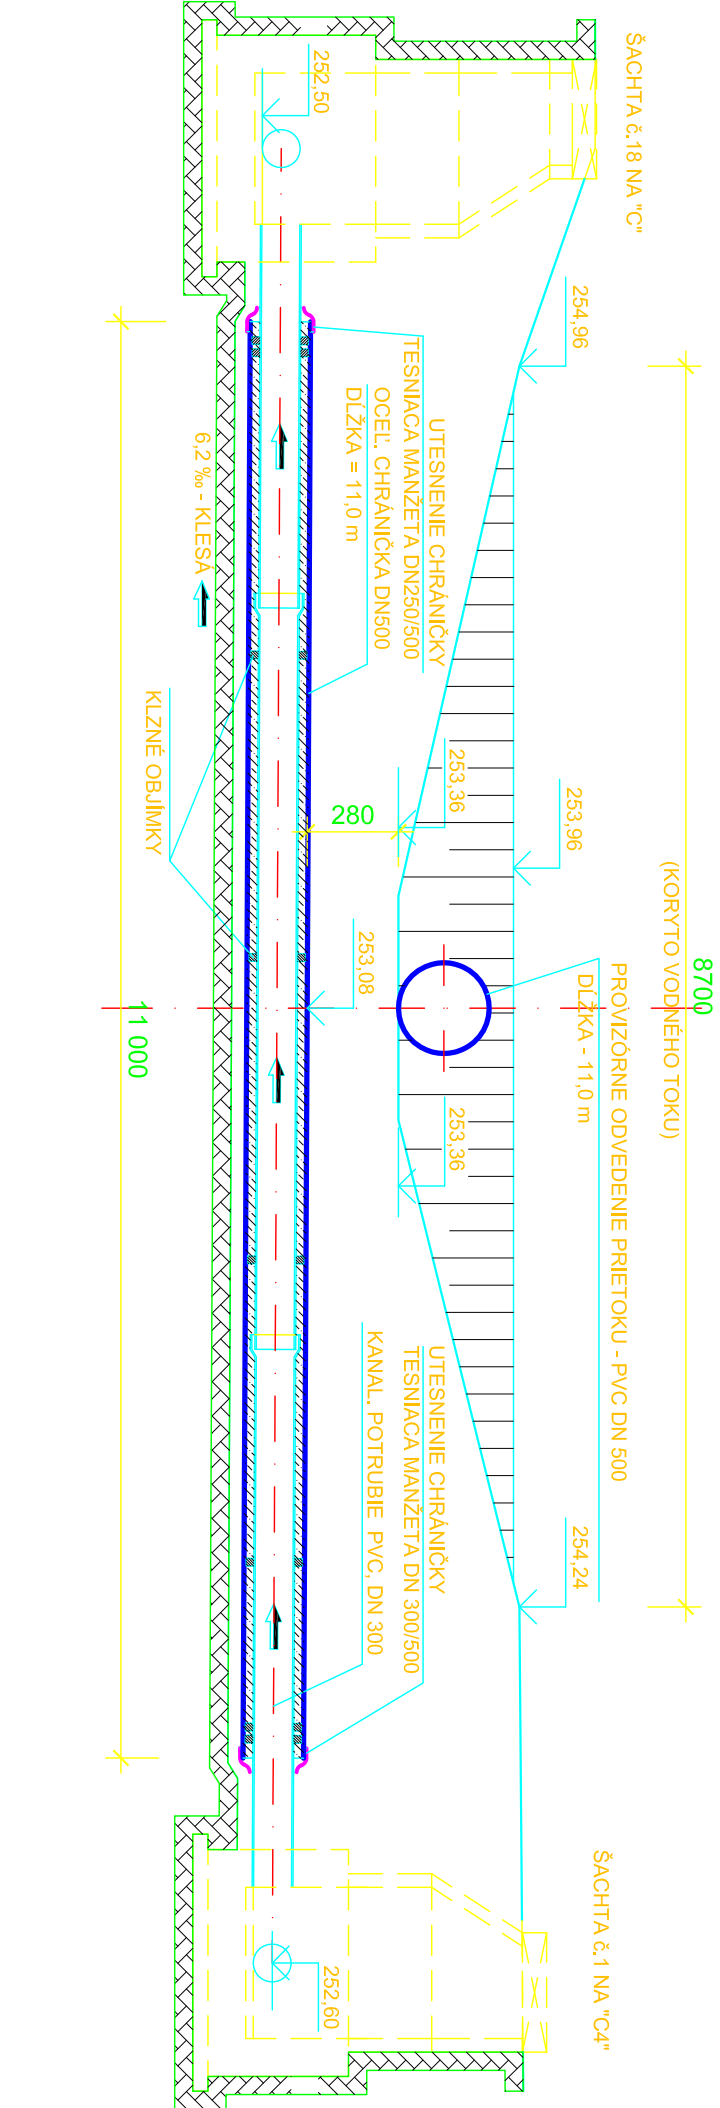 ŠACHTA č.18 NA "C"
252,50
254,96
UTESNENIE CHRÁNIČKY
TESNIACA MANŽETA DN250/500
OCEĽ. CHRÁNIČKA DN500
DĹŽKA = 11,0 m
6,2 ‰ - KLESÁ
KLZNÉ OBJÍMKY
280
253,36
253,96
253,08
8700
(KORYTO VODNÉHO TOKU)
PROVIZÓRNE ODVEDENIE PRIETOKU - PVC DN 500
DĹŽKA - 11,0 m
11 000
253,36
UTESNENIE CHRÁNIČKY
TESNIACA MANŽETA DN 300/500
KANAL. POTRUBIE PVC, DN 300
254,24
ŠACHTA č.1 NA "C4"
252,60